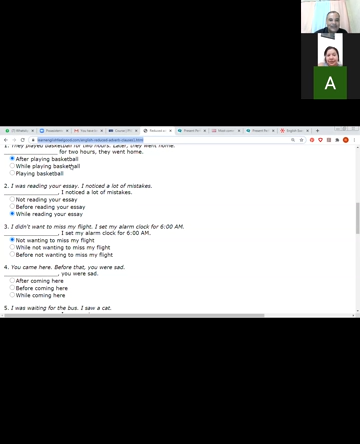 1. They played basketball for two hours. Later, they went home.
____________, for two hours, they went home.
After playing basketball
While playing basketball
Playing basketball
2. I was reading your essay. I noticed a lot of mistakes.
____________, I noticed a lot of mistakes.
Not reading your essay
Before reading your essay
While reading your essay
3. I didn't want to miss my flight. I set my alarm clock for 6:00 AM.
____________, I set my alarm clock for 6:00 AM.
Not wanting to miss my flight
While not wanting to miss my flight
Before not wanting to miss my flight
4. You came here. Before that, you were sad.
____________, you were sad.
After coming here
Before coming here
While coming here
5. I was waiting for the bus. I saw a cat.
A